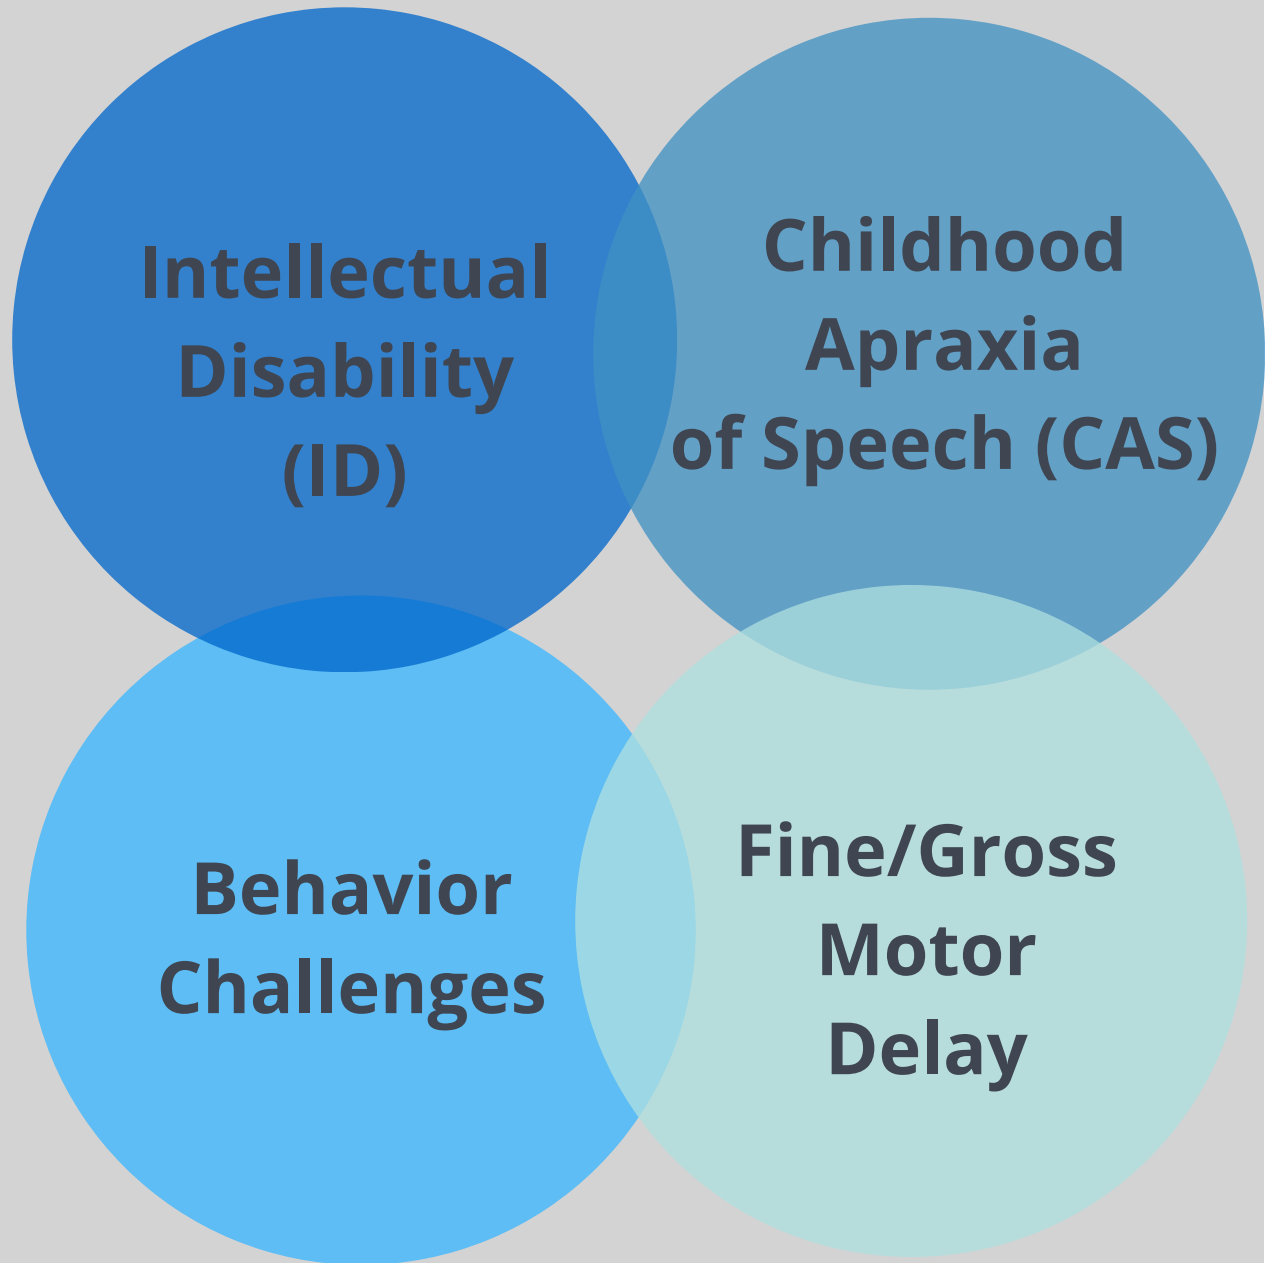 Intellectual
Disability
(ID)
Childhood
Apraxia
of Speech (CAS)
Behavior
Challenges
Fine/Gross
Motor
Delay